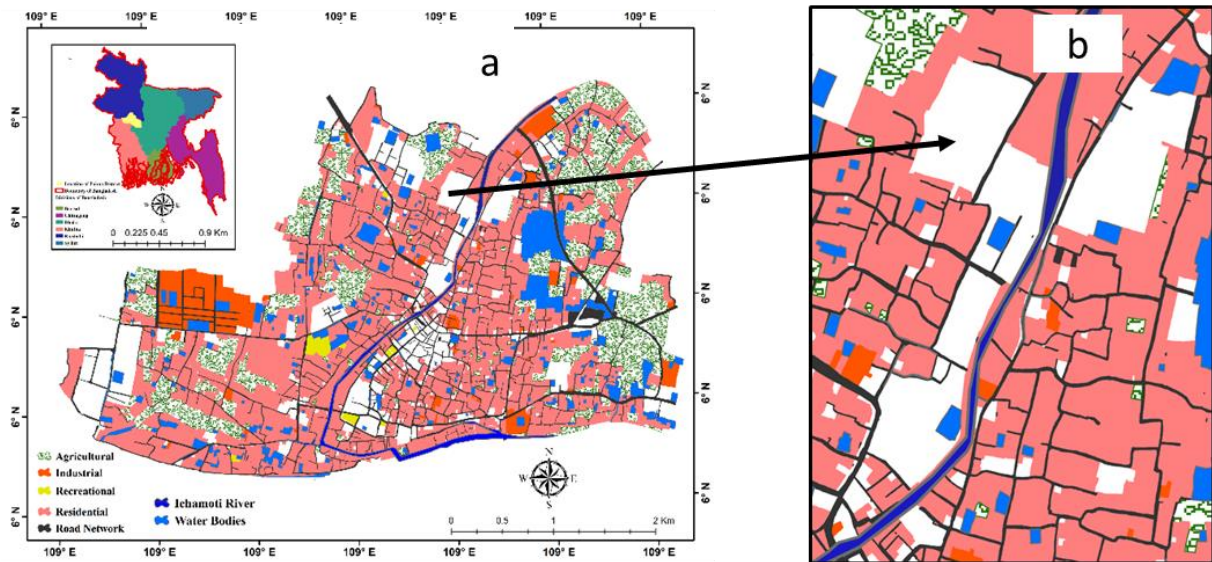 109° E 109° E 109° E 109° E 109° E 109° E 109° E
a
b
6° N 6° N
6° N 6° N
6° N 6° N
6° N 6° N
6° N 6° N
0 0.225 0.45 0.9 Km
N
W E
S
Agricultural
Industrial
Recreational
Residential
Road Network
Ichamoti River
Water Bodies
0 0.5 1 2 Km
109° E 109° E 109° E 109° E 109° E 109° E 109° E